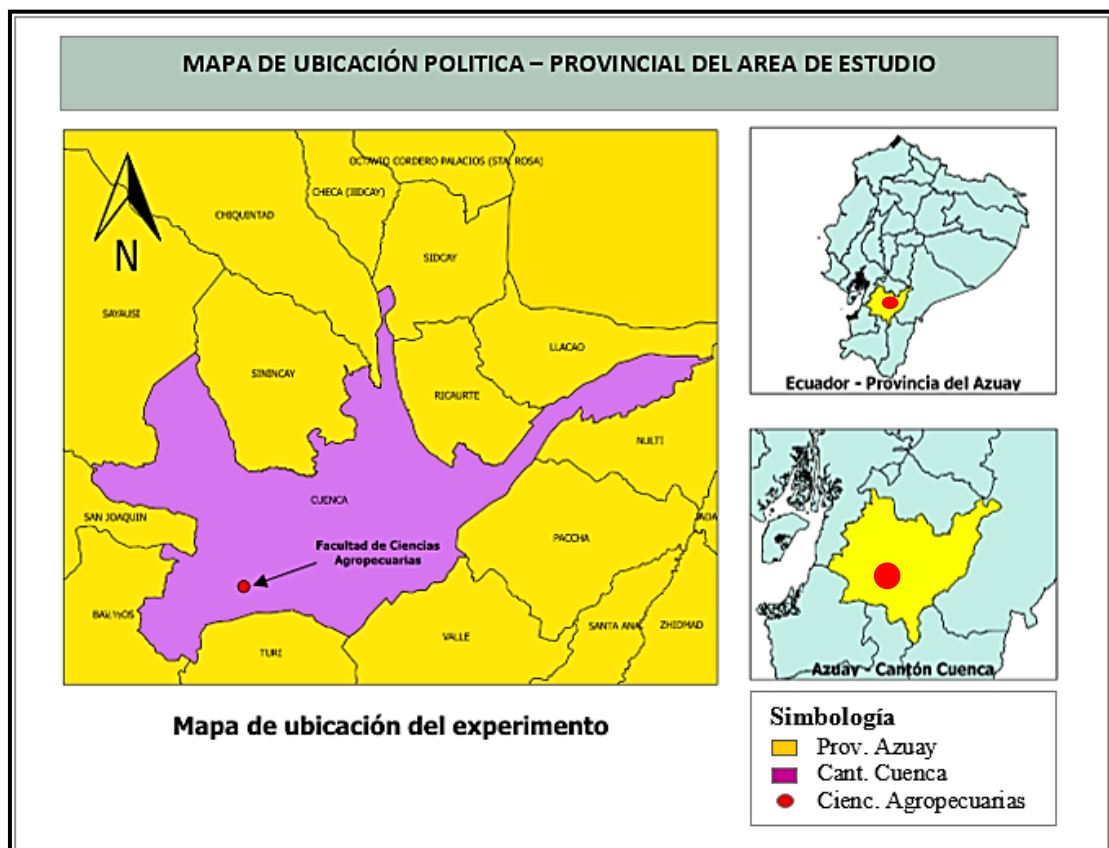 MAPA DE UBICACIÓN POLITICA – PROVINCIAL DEL AREA DE ESTUDIO
OCTAVIO CORDERO PALACIOS (STA. ROSA)
CHECA (JIDCAY)
CHIQUINTAD
N
SIDCAY
SAYAUSI
LLACAO
SININCAY
RICAURTE
NULTI
CUENCA
SAN JOAQUIN
PACCHA
Facultad de Ciencias
Agropecuarias
SANTA ANA
ZHIDMAD
VALLE
TURI
Mapa de ubicación del experimento
Ecuador - Provincia del Azuay
Azuay - Cantón Cuenca
Simbología
Prov. Azuay
Cant. Cuenca
Cienc. Agropecuarias